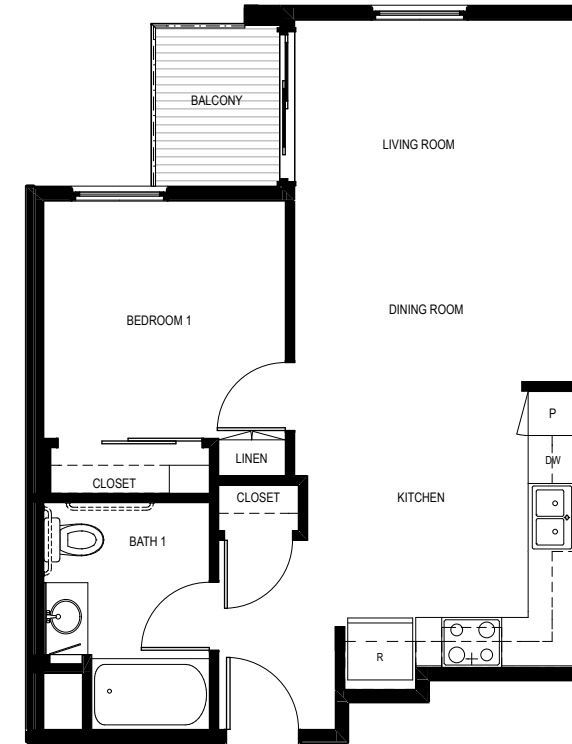 BALCONY
LIVING ROOM
DINING ROOM
BEDROOM 1
P
LINEN
DW
CLOSET
CLOSET
KITCHEN
BATH 1
R